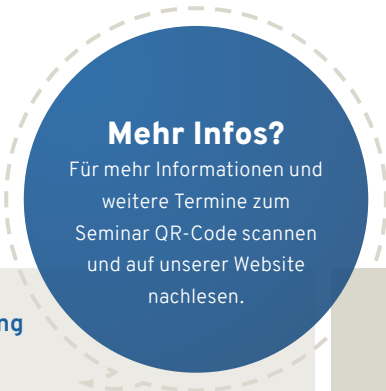 Mehr Infos?
Für mehr Informationen und
weitere Termine zum
Seminar QR-Code scannen
und auf unserer Website
nachlesen.
ng